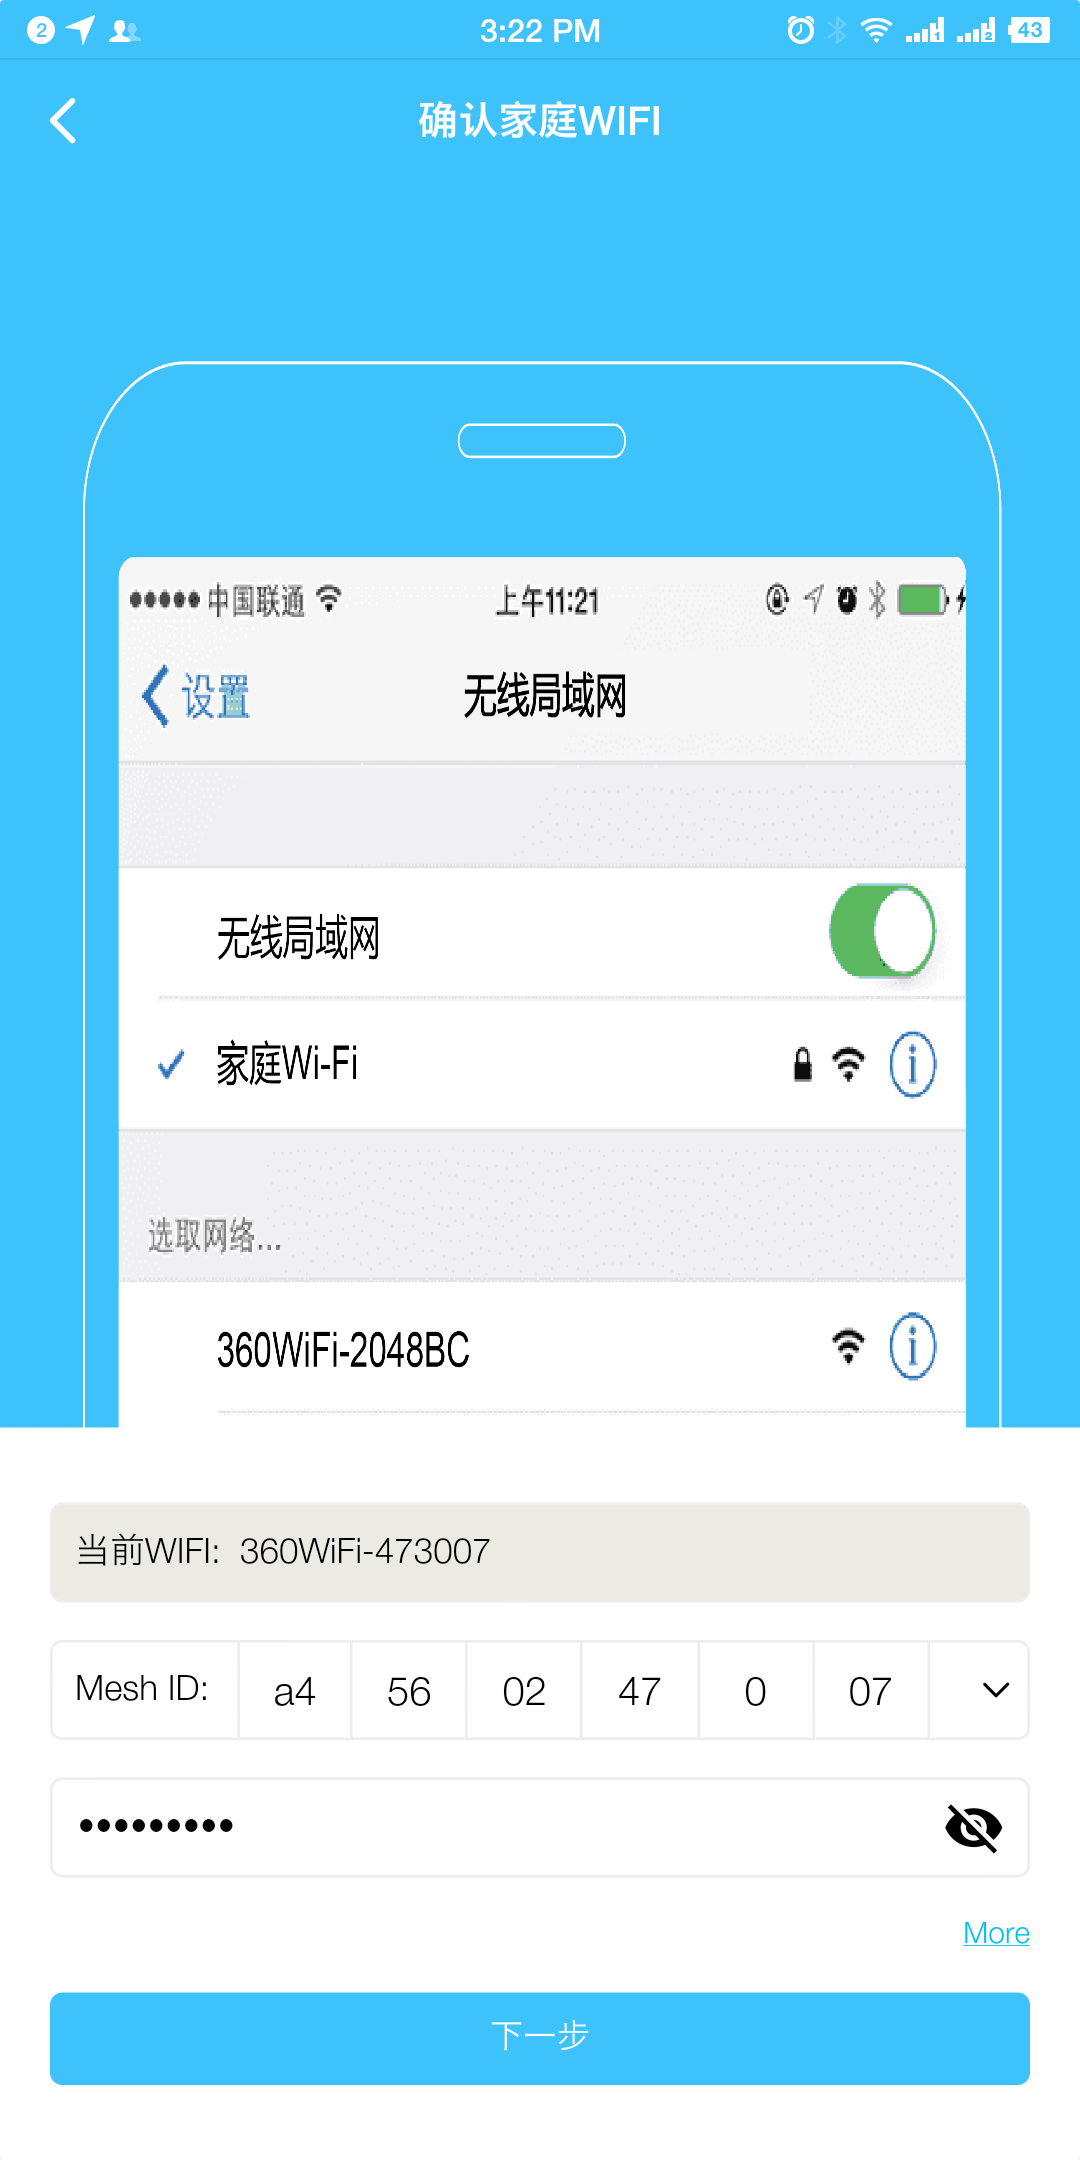 2 3:22 PM 1 2 43
确认家庭WIFI
中国联通 上午11:21
设置 无线局域网
无线局域网
家庭Wi-Fi
选取网络...
360WiFi-2048BC
当前WIFI: 360WiFi-473007
Mesh ID: a4 56 02 47 0 07
•••••••••
More
下一步